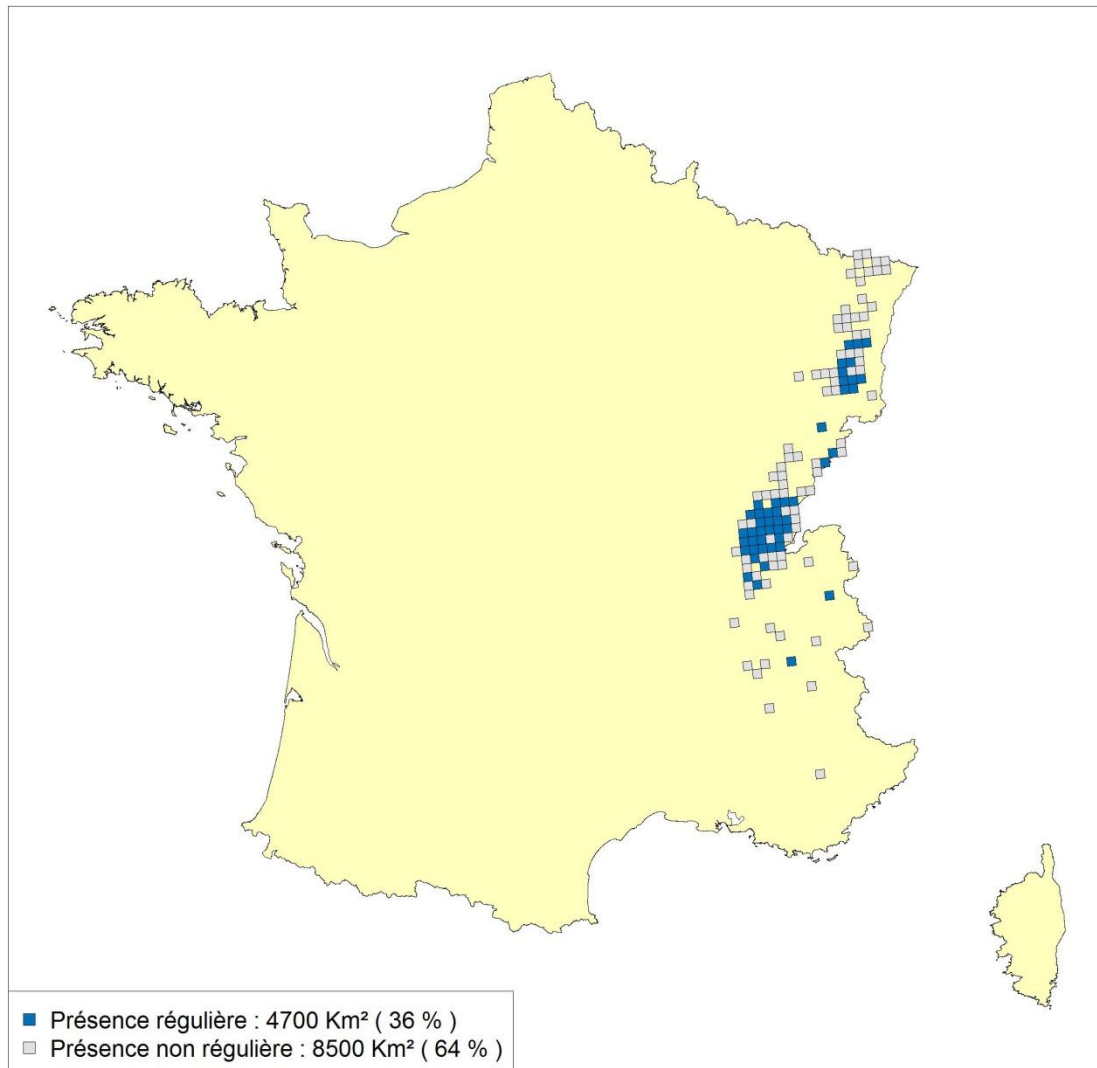 Présence régulière : 4700 Km² ( 36 % )
Présence non régulière : 8500 Km² ( 64 % )